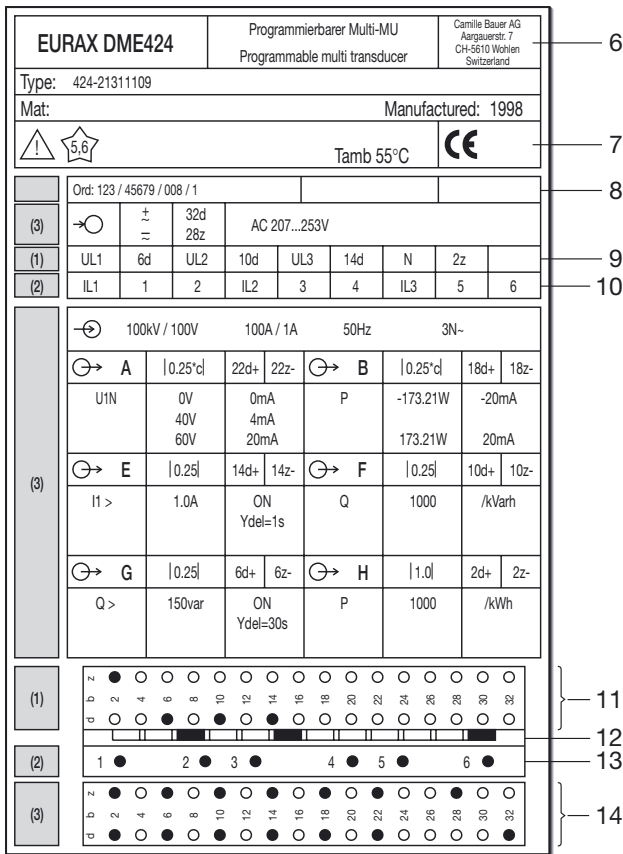 EURAX DME424
Programmierbarer Multi-MU
Programmable multi transducer
Camille Bauer AG
Aargauerstr. 7
CH-5610 Wohlen
Switzerland
6
Type: 424-21311109
Mat: Manufactured: 1998
5,6 Tamb 55°C CE 7
Ord: 123 / 45679 / 008 / 1 8
(3) 32d AC 207...253V
28z
(1) UL1 6d UL2 10d UL3 14d N 2z 9
(2) IL1 1 2 IL2 3 4 IL3 5 6 10
100kV / 100V 100A / 1A 50Hz 3N~
A |0.25*c| 22d+ 22z- B |0.25*c| 18d+ 18z-
U1N 0V 0mA P -173.21W -20mA
40V 4mA
60V 20mA 173.21W 20mA
(3)
E |0.25| 14d+ 14z- F |0.25| 10d+ 10z-
I1 > 1.0A ON Q 1000 /kVarh
Ydel=1s
G |0.25| 6d+ 6z- H |1.0| 2d+ 2z-
Q > 150var ON P 1000 /kWh
Ydel=30s
z
(1) b 2 4 6 8 10 12 14 16 18 20 22 24 26 28 30 32 11
d
12
(2) 1 2 3 4 5 6 13
z
(3) b 2 4 6 8 10 12 14 16 18 20 22 24 26 28 30 32 14
d